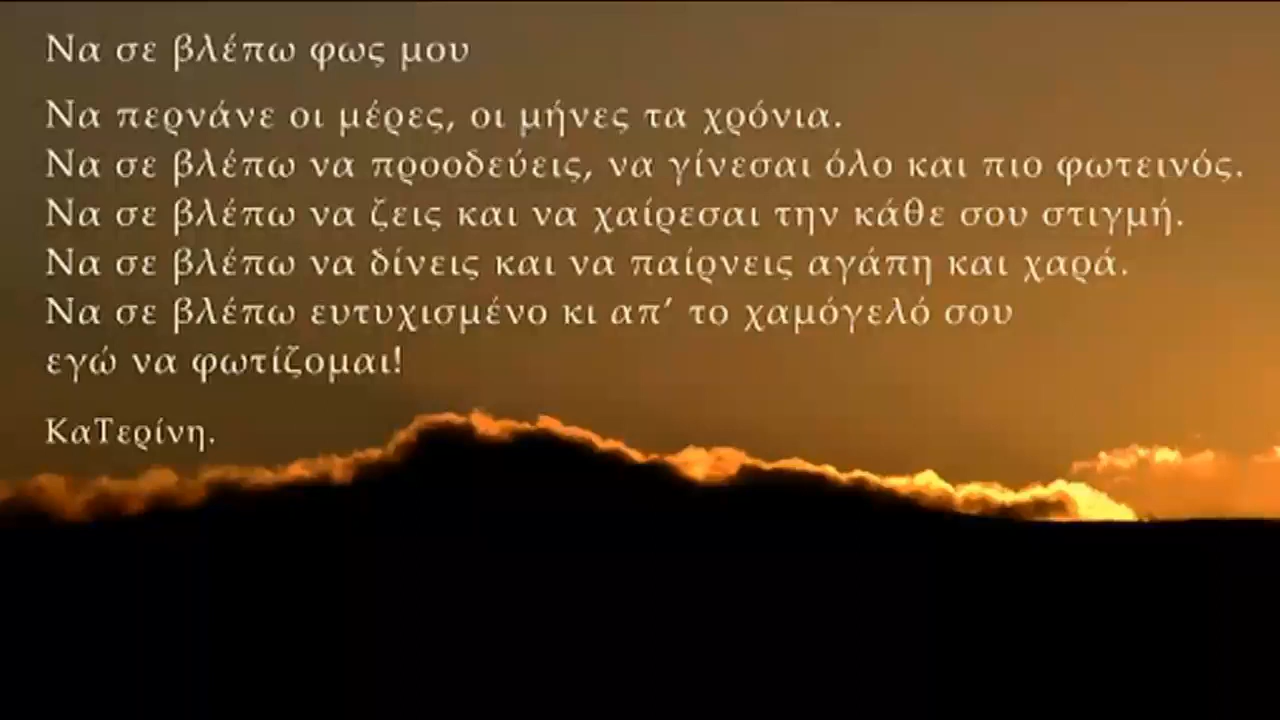 Να σε βλέπω φως μου
Να περνάνε οι μέρες, οι μήνες τα χρόνια.
Να σε βλέπω να προοδεύεις, να γίνεσαι όλο και πιο φωτεινός.
Να σε βλέπω να ζεις και να χαίρεσαι την κάθε σου στιγμή.
Να σε βλέπω να δίνεις και να παίρνεις αγάπη και χαρά.
Να σε βλέπω ευτυχισμένο κι απ’ το χαμόγελό σου
εγώ να φωτίζομαι!
ΚαΤερίνη.